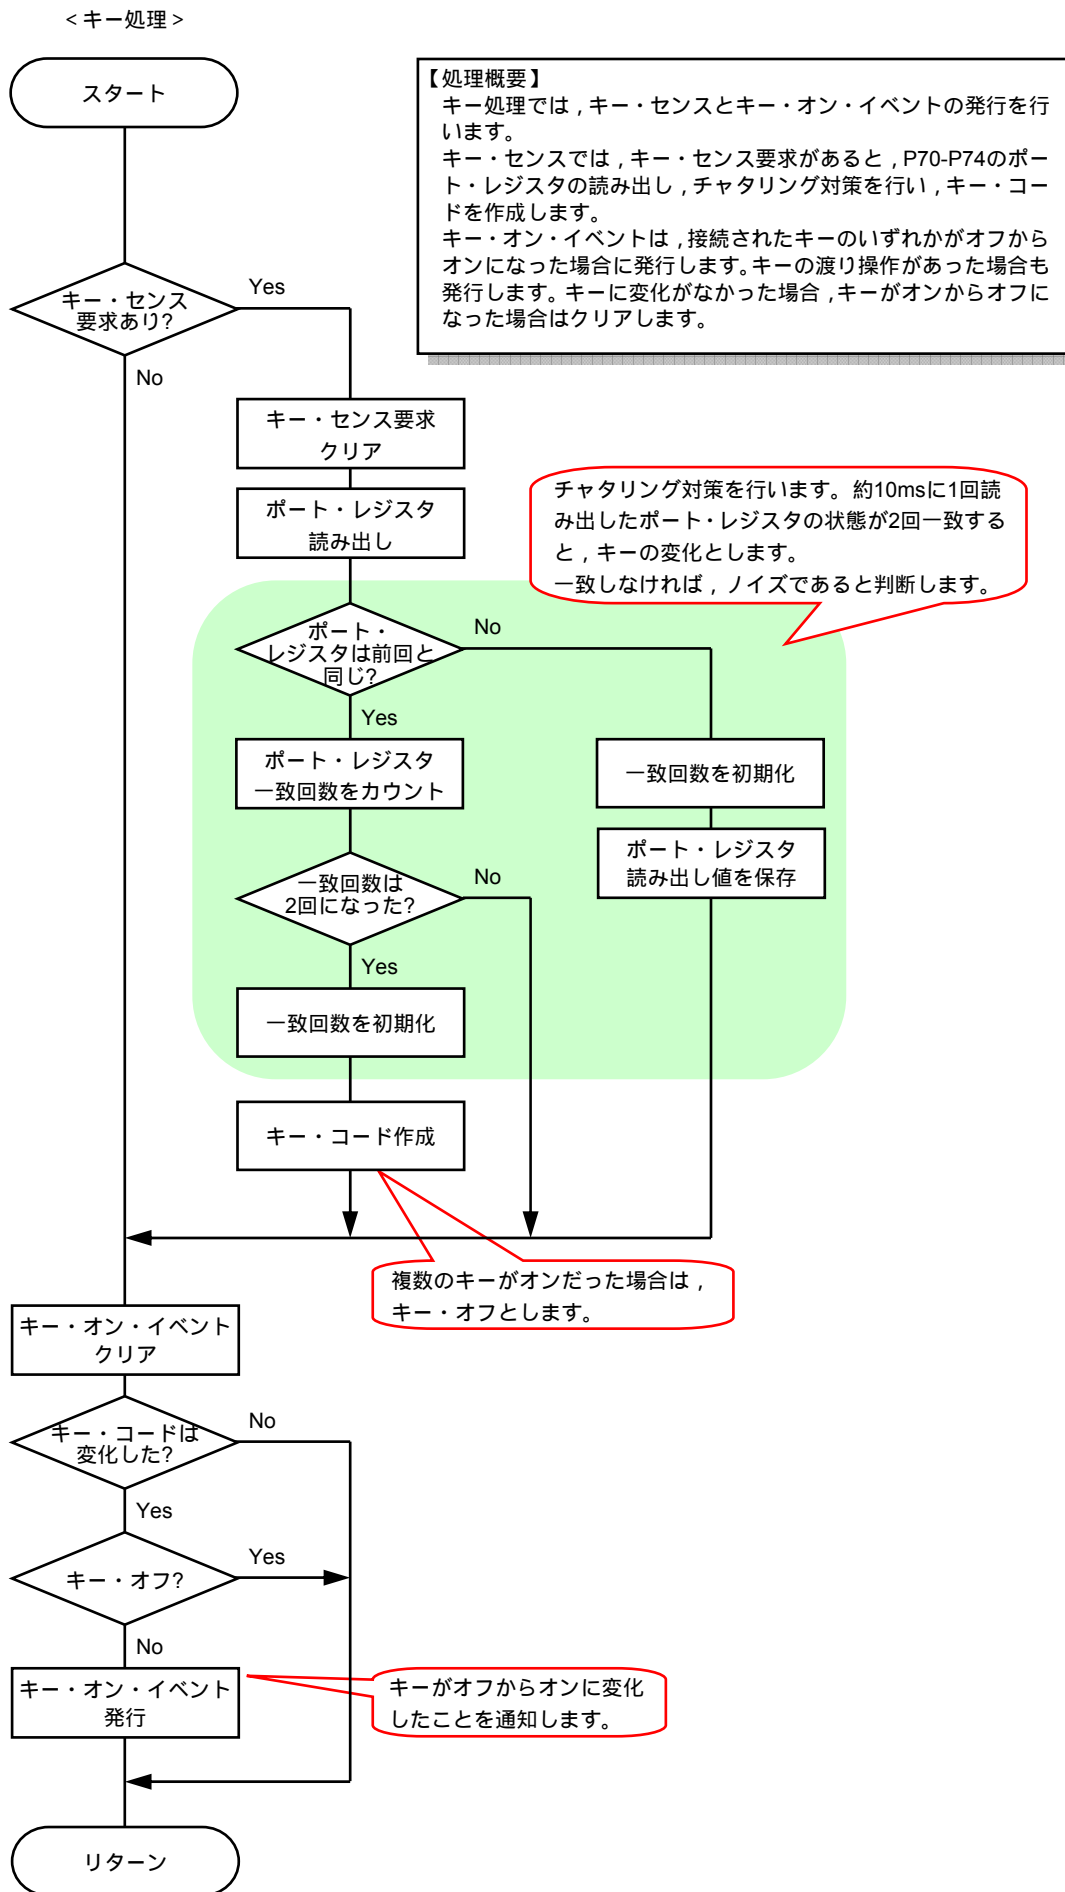 ＜キー処理＞
スタート
【処理概要】
キー処理では，キー・センスとキー・オン・イベントの発行を行
います。
キー・センスでは，キー・センス要求があると，P70-P74のポー
ト・レジスタの読み出し，チャタリング対策を行い，キー・コー
ドを作成します。
キー・オン・イベントは，接続されたキーのいずれかがオフから
オンになった場合に発行します。キーの渡り操作があった場合も
発行します。キーに変化がなかった場合，キーがオンからオフに
なった場合はクリアします。
キー・センス
要求あり?
Yes
No
キー・センス要求
クリア
ポート・レジスタ
読み出し
チャタリング対策を行います。約10msに1回読
み出したポート・レジスタの状態が2回一致する
と，キーの変化とします。
一致しなければ，ノイズであると判断します。
ポート・
レジスタは前回と
同じ?
No
Yes
ポート・レジスタ
一致回数をカウント
一致回数を初期化
ポート・レジスタ
読み出し値を保存
一致回数は
2回になった?
No
Yes
一致回数を初期化
キー・コード作成
複数のキーがオンだった場合は，
キー・オフとします。
キー・オン・イベント
クリア
キー・コードは
変化した?
No
Yes
キー・オフ?
Yes
No
キー・オン・イベント
発行
キーがオフからオンに変化
したことを通知します。
リターン